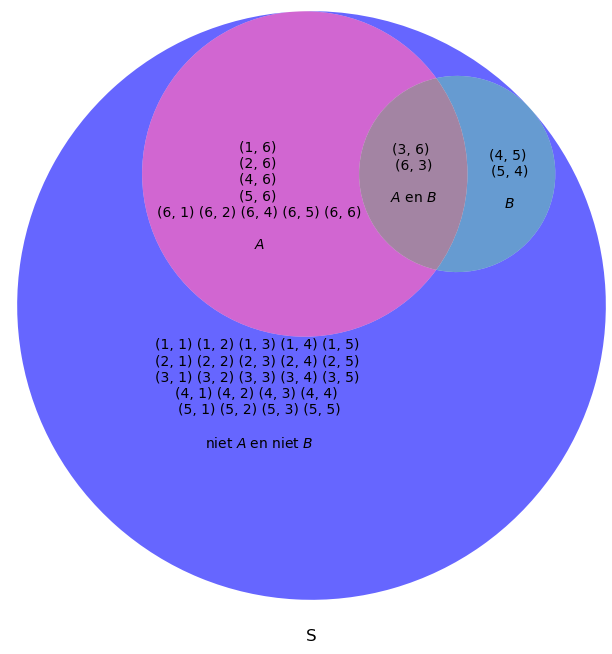 (1, 6)
(2, 6)
(4, 6)
(5, 6)
(6, 1) (6, 2) (6, 4) (6, 5) (6, 6)
A
(3, 6)
(6, 3)
A en B
(4, 5)
(5, 4)
B
(1, 1) (1, 2) (1, 3) (1, 4) (1, 5)
(2, 1) (2, 2) (2, 3) (2, 4) (2, 5)
(3, 1) (3, 2) (3, 3) (3, 4) (3, 5)
(4, 1) (4, 2) (4, 3) (4, 4)
(5, 1) (5, 2) (5, 3) (5, 5)
niet A en niet B
S